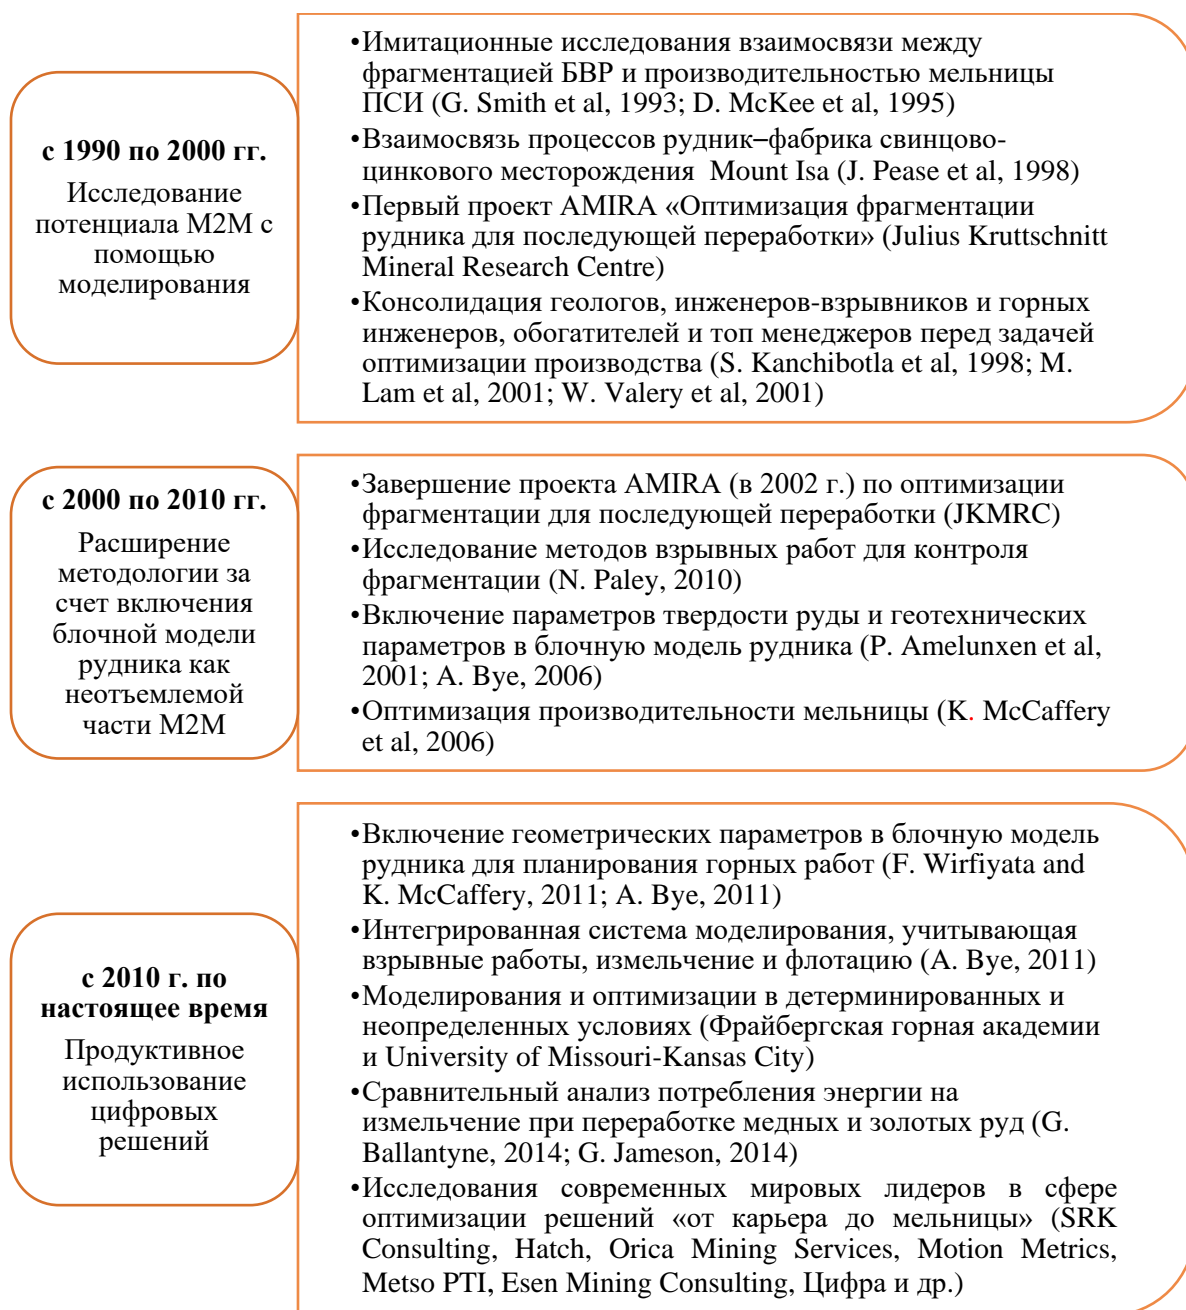 с 1990 по 2000 гг.
Исследование
потенциала М2М с
помощью
моделирования
•Имитационные исследования взаимосвязи между
фрагментацией БВР и производительностью мельницы
ПСИ (G. Smith et al, 1993; D. McKee et al, 1995)
•Взаимосвязь процессов рудник–фабрика свинцово-
цинкового месторождения Mount Isa (J. Pease et al, 1998)
•Первый проект AMIRA «Оптимизация фрагментации
рудника для последующей переработки» (Julius Kruttschnitt
Mineral Research Centre)
•Консолидация геологов, инженеров-взрывников и горных
инженеров, обогатителей и топ менеджеров перед задачей
оптимизации производства (S. Kanchibotla et al, 1998; M.
Lam et al, 2001; W. Valery et al, 2001)
с 2000 по 2010 гг.
Расширение
методологии за
счет включения
блочной модели
рудника как
неотъемлемой
части М2М
•Завершение проекта AMIRA (в 2002 г.) по оптимизации
фрагментации для последующей переработки (JKMRC)
•Исследование методов взрывных работ для контроля
фрагментации (N. Paley, 2010)
•Включение параметров твердости руды и геотехнических
параметров в блочную модель рудника (P. Amelunxen et al,
2001; A. Bye, 2006)
•Оптимизация производительности мельницы (K. McCaffery
et al, 2006)
с 2010 г. по
настоящее время
Продуктивное
использование
цифровых
решений
•Включение геометрических параметров в блочную модель
рудника для планирования горных работ (F. Wirfiyata and
K. McCaffery, 2011; A. Bye, 2011)
•Интегрированная система моделирования, учитывающая
взрывные работы, измельчение и флотацию (A. Bye, 2011)
•Моделирования и оптимизации в детерминированных и
неопределенных условиях (Фрайбергская горная академии
и University of Missouri-Kansas City)
•Сравнительный анализ потребления энергии на
измельчение при переработке медных и золотых руд (G.
Ballantyne, 2014; G. Jameson, 2014)
•Исследования современных мировых лидеров в сфере
оптимизации решений «от карьера до мельницы» (SRK
Consulting, Hatch, Orica Mining Services, Motion Metrics,
Metso PTI, Esen Mining Consulting, Цифра и др.)